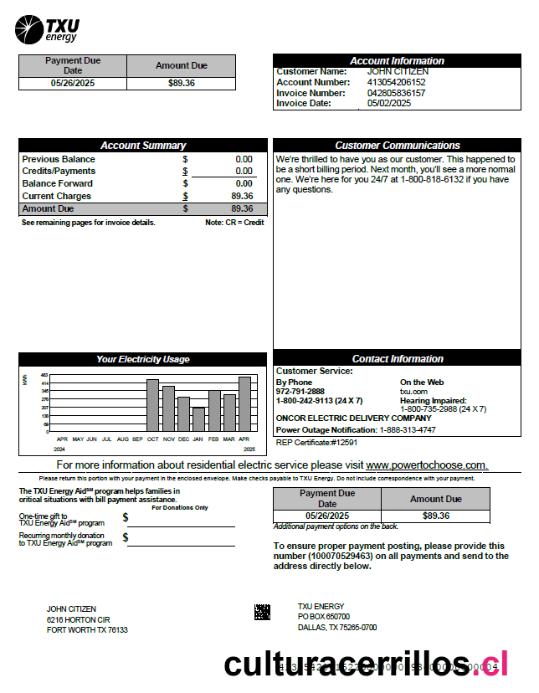 TXU
energy
Payment Due Date
Amount Due
05/26/2025
$89.36
Account Information
Customer Name: JOHN CITIZEN
Account Number: 413054206152
Invoice Number: 042805836157
Invoice Date: 05/02/2025
Account Summary
Previous Balance $ 0.00
Credits/Payments $ 0.00
Balance Forward $ 0.00
Current Charges $ 89.36
Amount Due $ 89.36
See remaining pages for invoice details. Note: CR = Credit
Customer Communications
We're thrilled to have you as our customer. This happened to
be a short billing period. Next month, you'll see a more normal
one. We're here for you 24/7 at 1-800-818-6132 if you have
any questions.
Your Electricity Usage
KWH
483
414
345
276
207
138
69
0
APR MAY JUN JUL AUG SEP OCT NOV DEC JAN FEB MAR APR
2024 2025
Contact Information
Customer Service:
By Phone
972-791-2888
1-800-242-9113 (24 X 7)
On the Web
txu.com
Hearing Impaired:
1-800-735-2988 (24 X 7)
ONCOR ELECTRIC DELIVERY COMPANY
Power Outage Notification: 1-888-313-4747
REP Certificate:#12591
For more information about residential electric service please visit www.powertochoose.com.
Please return this portion with your payment in the enclosed envelope. Make checks payable to TXU Energy. Do not include correspondence with your payment.
The TXU Energy Aid℠ program helps families in
critical situations with bill payment assistance.
For Donations Only
One-time gift to
TXU Energy Aid℠ program $
Recurring monthly donation
to TXU Energy Aid℠ program $
Payment Due Date
Amount Due
05/26/2025
$89.36
Additional payment options on the back.
To ensure proper payment posting, please provide this
number (100070529463) on all payments and send to the
address directly below.
JOHN CITIZEN
6216 HORTON CIR
FORT WORTH TX 76133
TXU ENERGY
PO BOX 650700
DALLAS, TX 75265-0700
culturacerrillos.cl